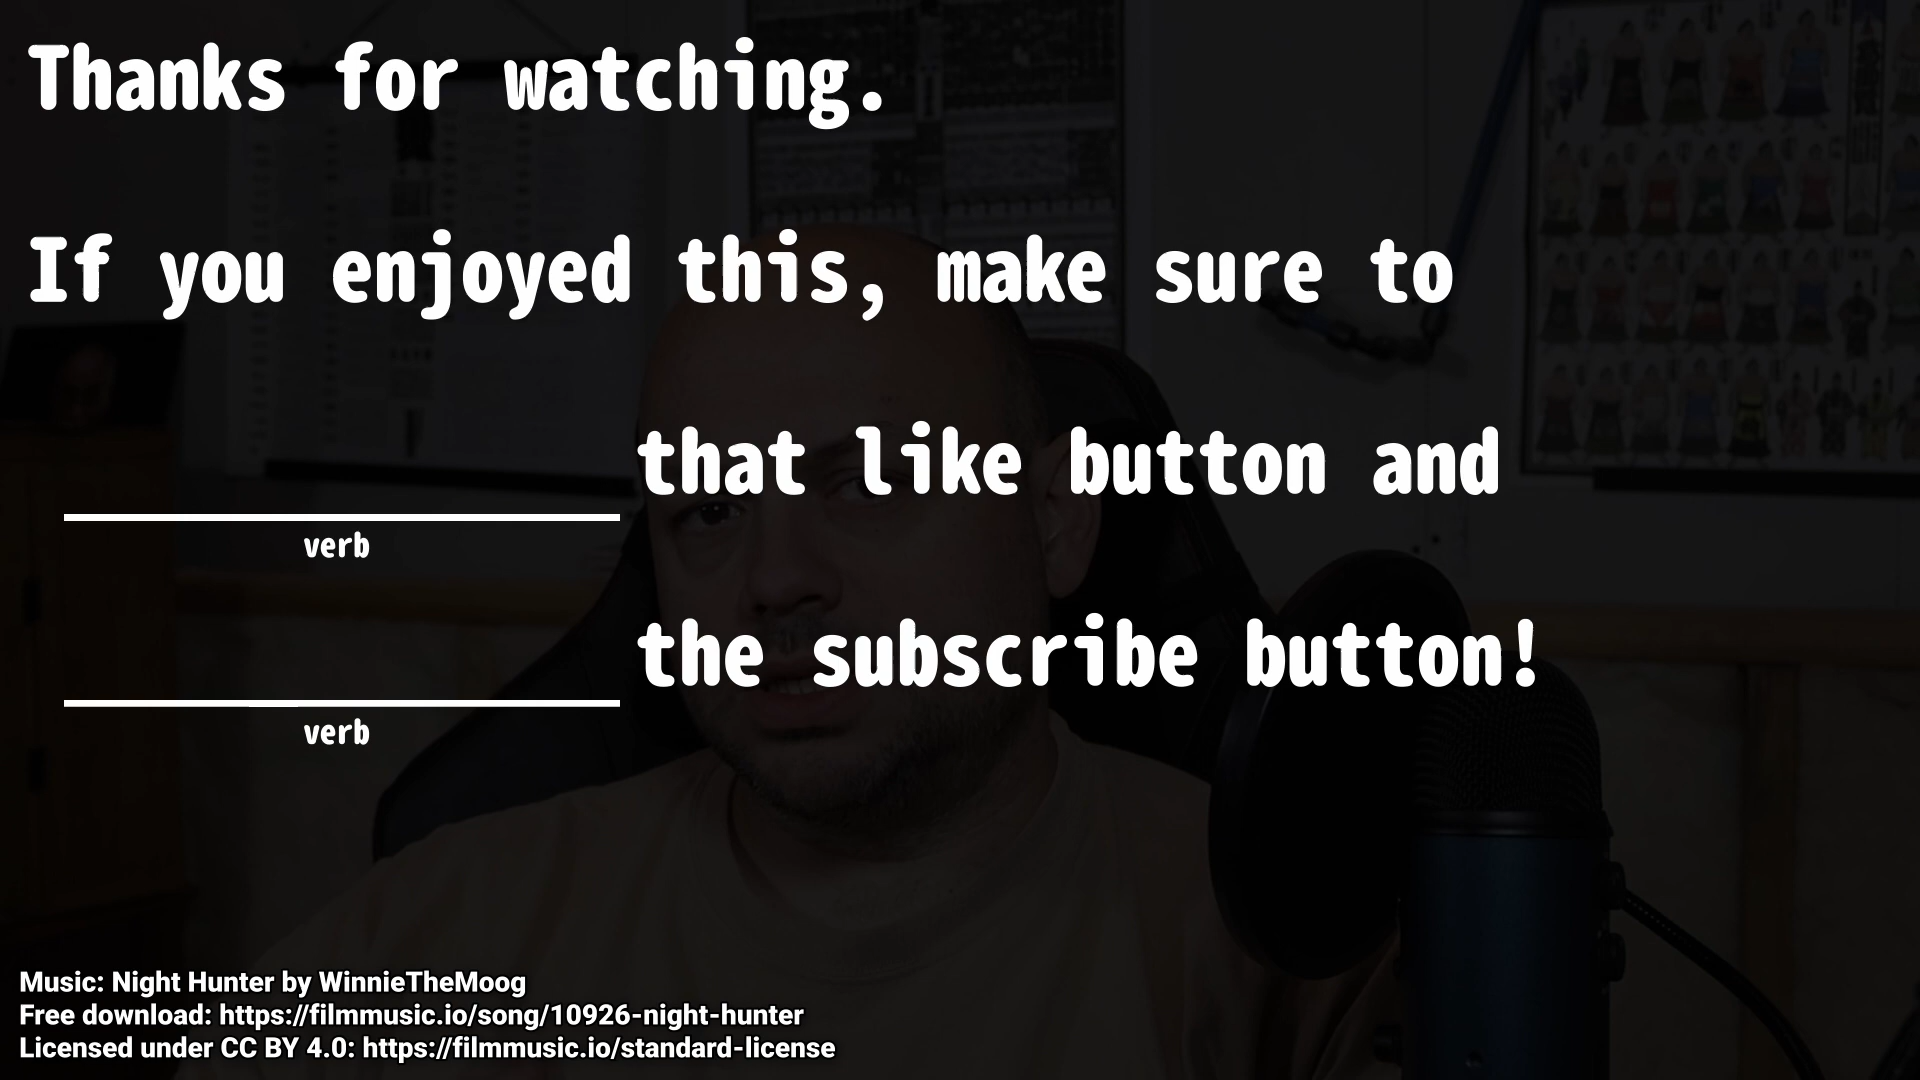 Thanks for watching.
If you enjoyed this, make sure to
that like button and
verb
the subscribe button!
verb
Music: Night Hunter by WinnieTheMoog
Free download: https://filmmusic.io/song/10926-night-hunter
Licensed under CC BY 4.0: https://filmmusic.io/standard-license